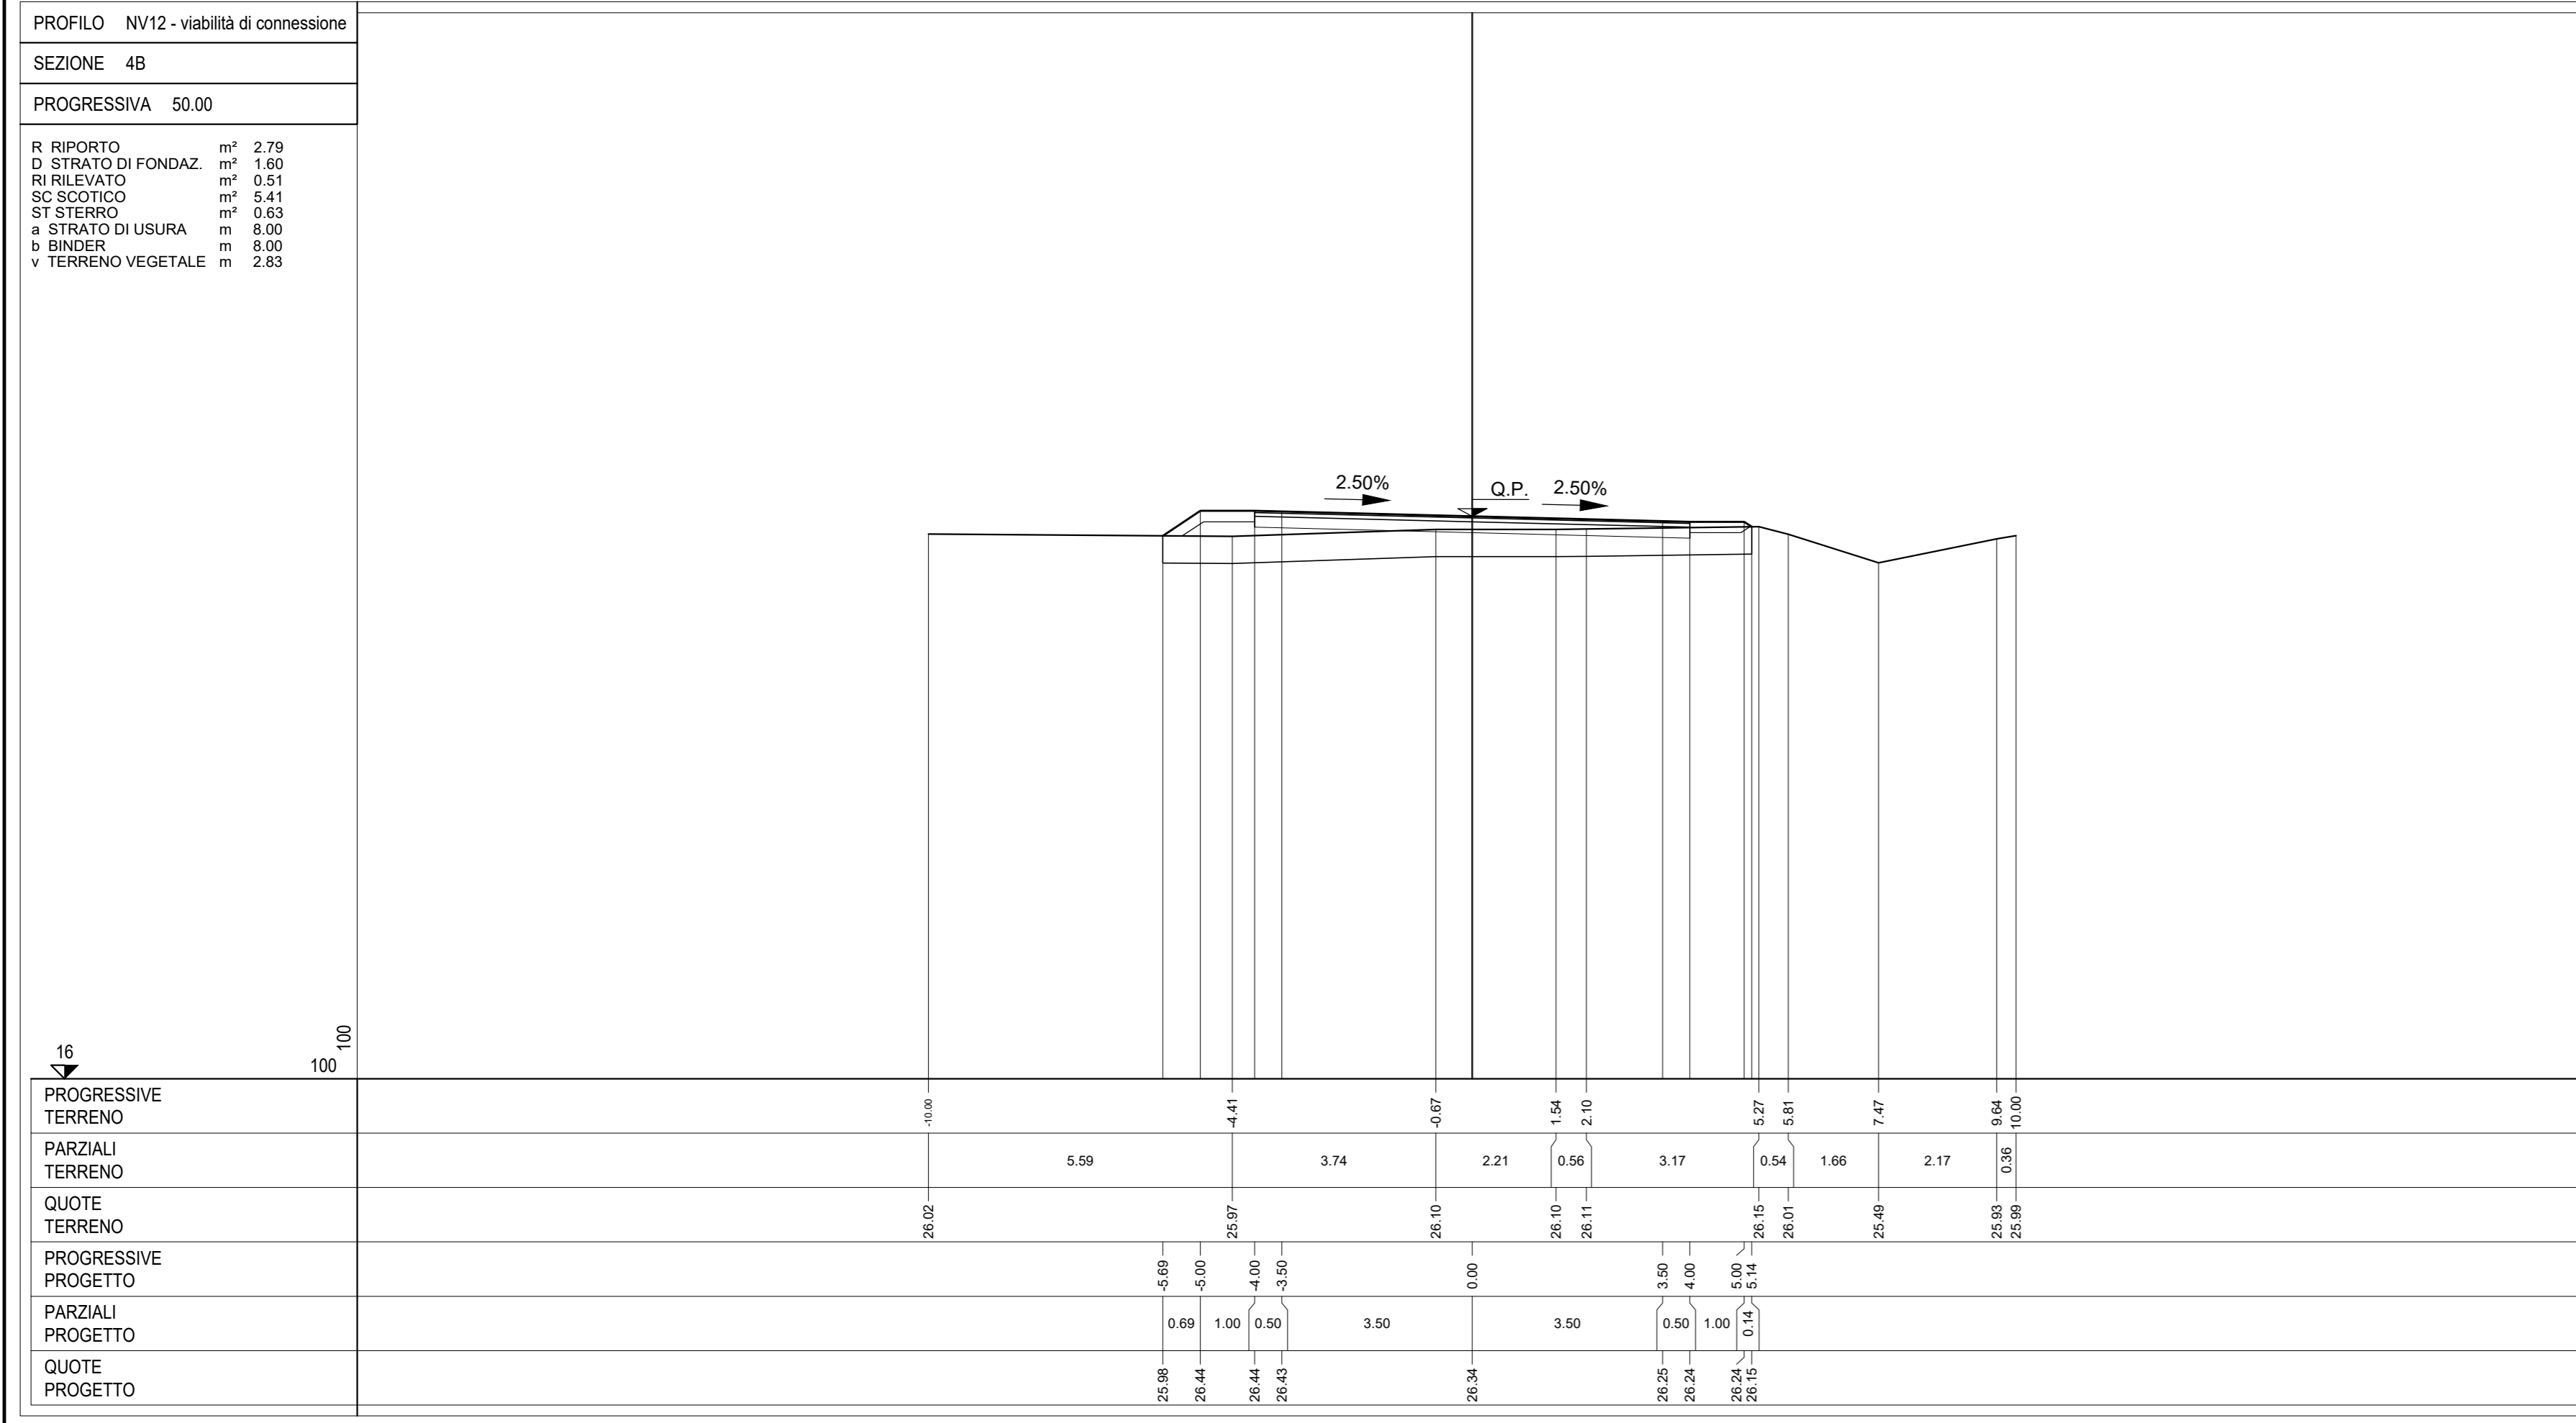 PROFILO NV12 - viabilità di connessione
SEZIONE 4B
PROGRESSIVA 50.00
R RIPORTO m² 2.79
D STRATO DI FONDAZ. m² 1.60
RI RILEVATO m² 0.51
SC SCOTICO m² 5.41
ST STERRO m² 0.63
a STRATO DI USURA m 8.00
b BINDER m 8.00
v TERRENO VEGETALE m 2.83
2.50% Q.P. 2.50%
16
100
100
PROGRESSIVE
TERRENO
-10.00 -4.41 -0.67 1.54 2.10 5.27 5.81 7.47 9.64 10.00
PARZIALI
TERRENO
5.59 3.74 2.21 0.56 3.17 0.54 1.66 2.17 0.36
QUOTE
TERRENO
26.02 25.97 26.10 26.10 26.11 26.15 26.01 25.49 25.93 25.99
PROGRESSIVE
PROGETTO
-5.69 -5.00 -4.00 -3.50 0.00 3.50 4.00 5.00 5.14
PARZIALI
PROGETTO
0.69 1.00 0.50 3.50 3.50 0.50 1.00 0.14
QUOTE
PROGETTO
25.98 26.44 26.44 26.43 26.34 26.25 26.24 26.24 26.15